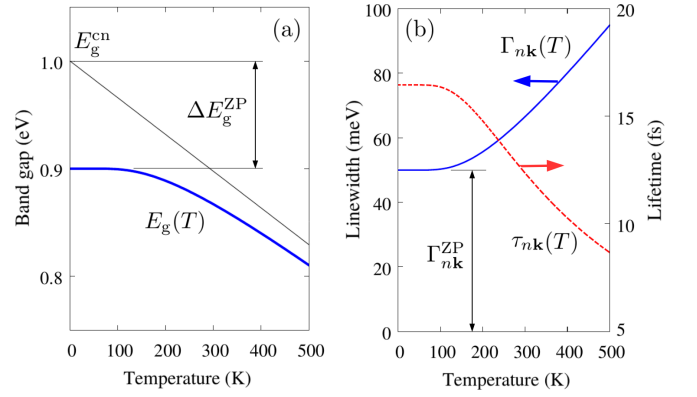 (a)
E_g^cn
1.0
ΔE_g^ZP
0.9
E_g(T)
0.8
Band gap (eV)
0 100 200 300 400 500
Temperature (K)
(b)
Γ_nk(T)
100
80
60
40
20
0
Linewidth (meV)
Γ_nk^ZP
τ_nk(T)
20
15
10
5
Lifetime (fs)
0 100 200 300 400 500
Temperature (K)